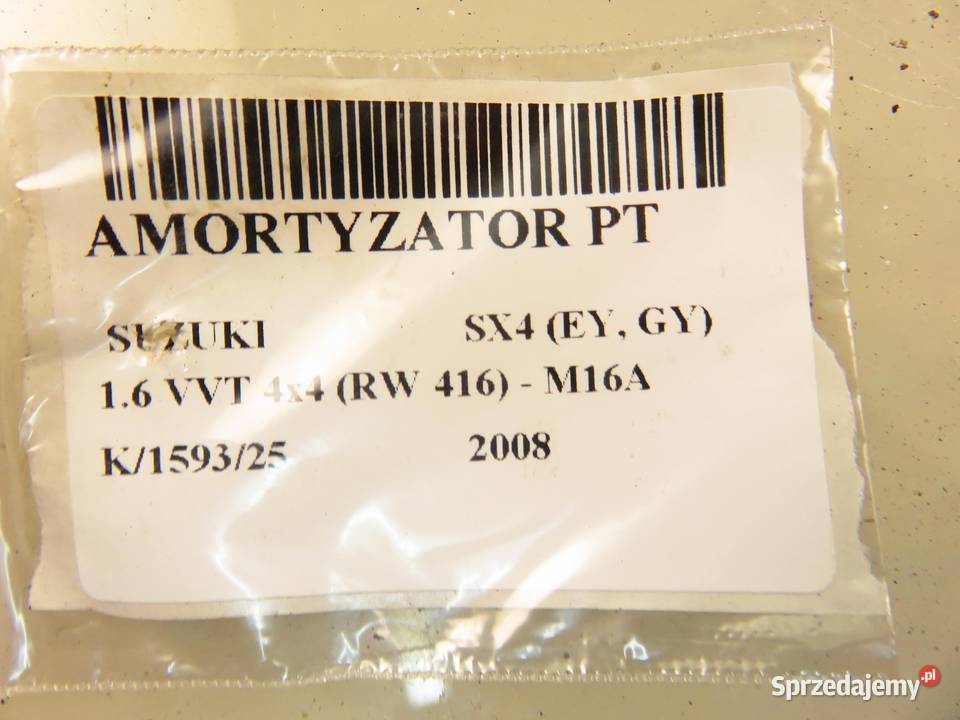 AMORTYZATOR PT
SUZUKI SX4 (EY, GY)
1.6 VVT 4x4 (RW 416) - M16A
K/1593/25 2008
Sprzedajemy.pl